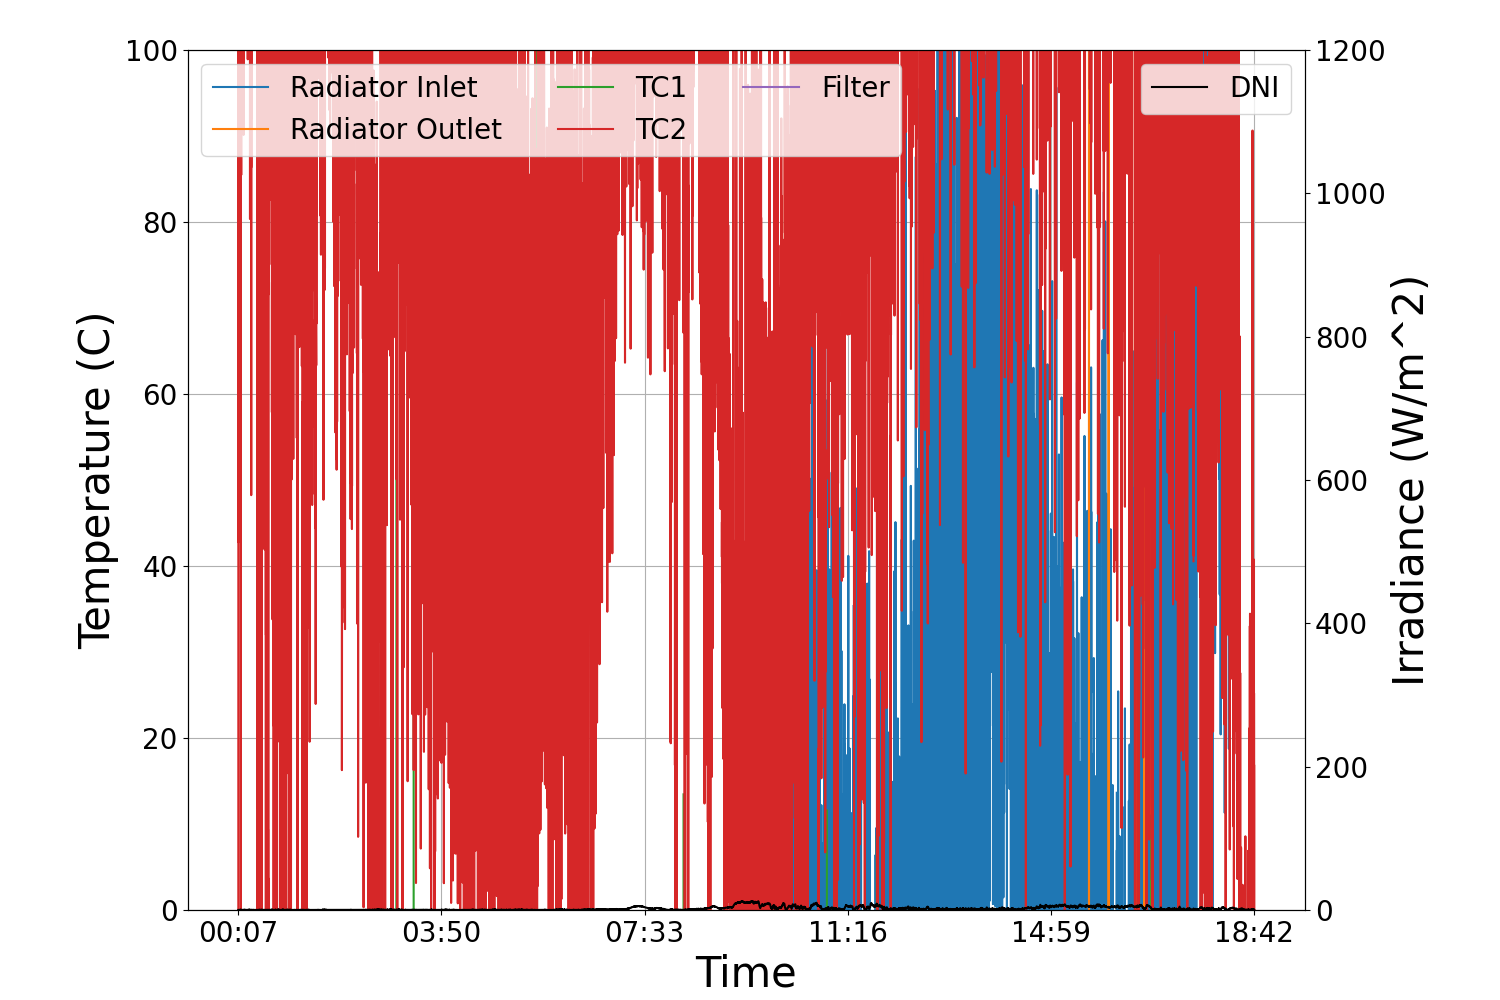 100
80
60
40
20
0
Temperature (C)
Radiator Inlet
Radiator Outlet
TC1
TC2
Filter
DNI
1200
1000
800
600
400
200
0
Irradiance (W/m^2)
00:07
03:50
07:33
11:16
14:59
18:42
Time